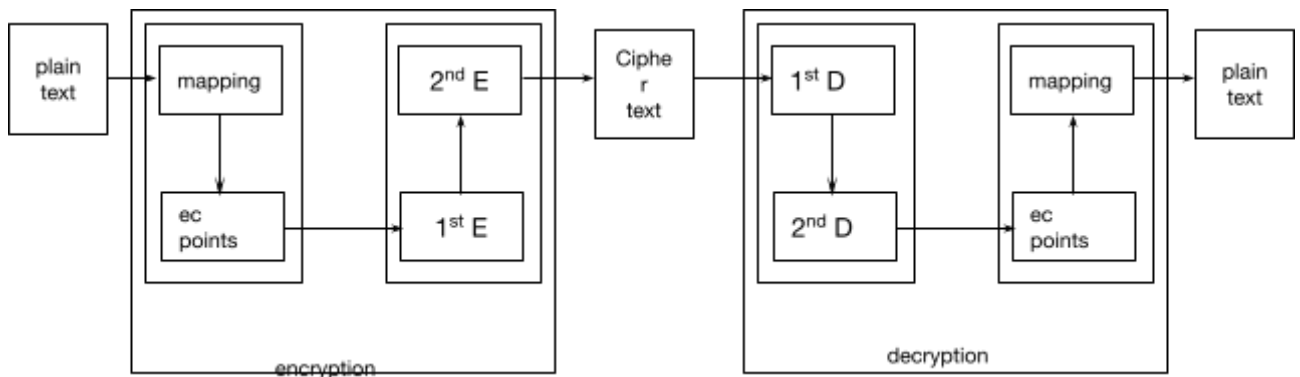 plain
text
mapping
ec
points
2nd E
1st E
encryption
Ciphe
r
text
1st D
2nd D
mapping
ec
points
decryption
plain
text